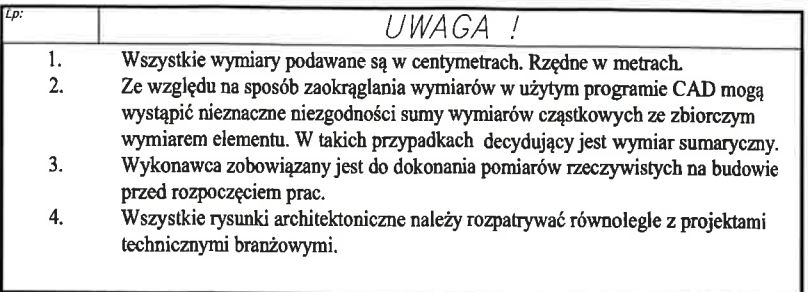 Lp:
UWAGA !
1. Wszystkie wymiary podawane są w centymetrach. Rzędne w metrach.
2. Ze względu na sposób zaokrąglania wymiarów w użytym programie CAD mogą
wystąpić nieznaczne niezgodności sumy wymiarów cząstkowych ze zbiorczym
wymiarem elementu. W takich przypadkach decydujący jest wymiar sumaryczny.
3. Wykonawca zobowiązany jest do dokonania pomiarów rzeczywistych na budowie
przed rozpoczęciem prac.
4. Wszystkie rysunki architektoniczne należy rozpatrywać równolegle z projektami
technicznymi branżowymi.